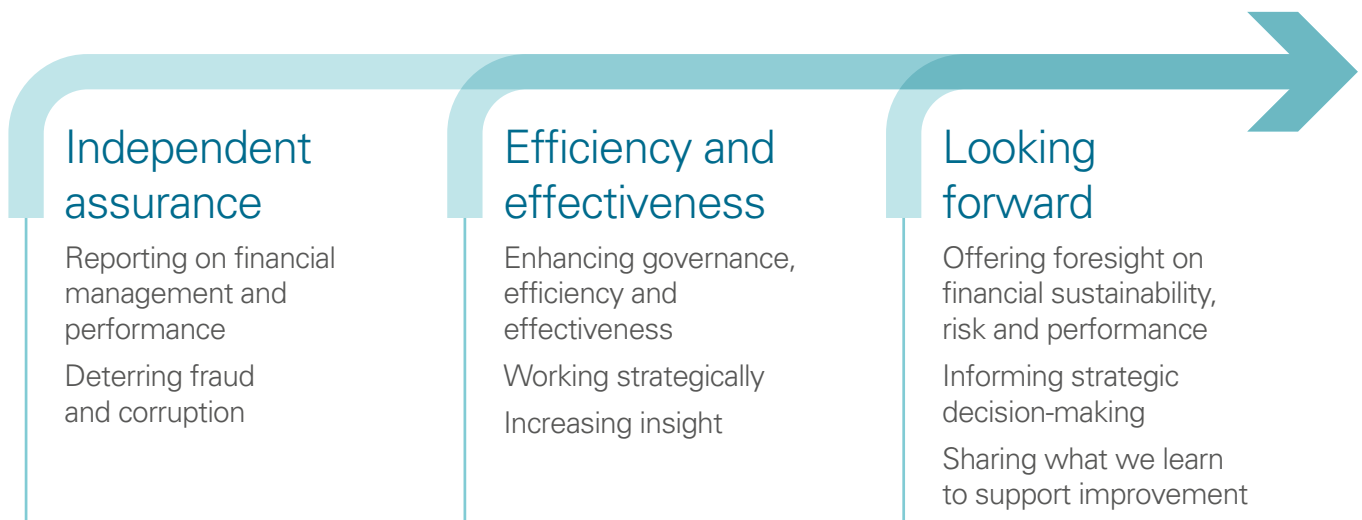 Independent
assurance
Reporting on financial
management and
performance
Deterring fraud
and corruption
Efficiency and
effectiveness
Enhancing governance,
efficiency and
effectiveness
Working strategically
Increasing insight
Looking
forward
Offering foresight on
financial sustainability,
risk and performance
Informing strategic
decision-making
Sharing what we learn
to support improvement